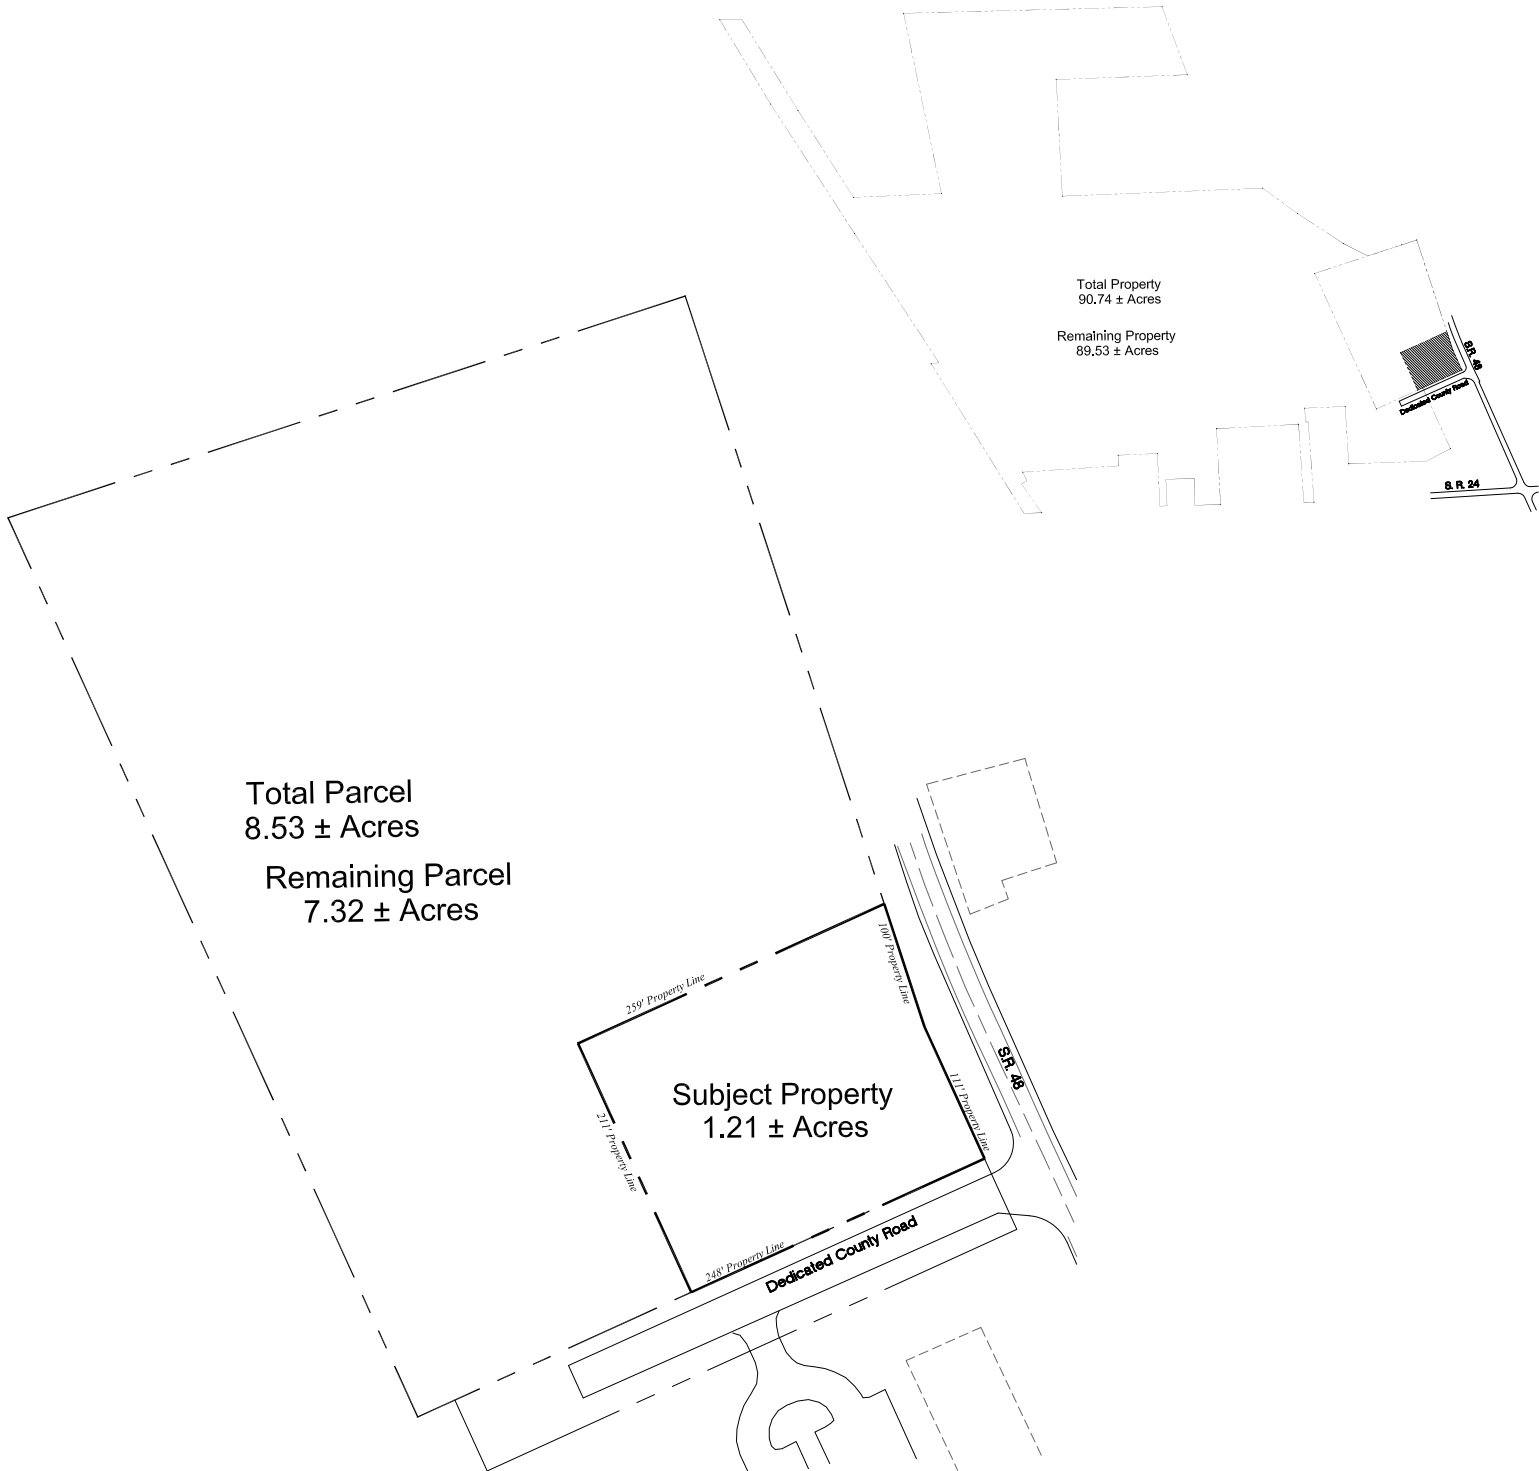 Total Property
90.74 ± Acres
Remaining Property
89.53 ± Acres
S.R. 48
Dedicated County Road
S. R. 24
Total Parcel
8.53 ± Acres
Remaining Parcel
7.32 ± Acres
100' Property Line
259' Property Line
S.R. 48
Subject Property
1.21 ± Acres
111' Property Line
211' Property Line
248' Property Line
Dedicated County Road